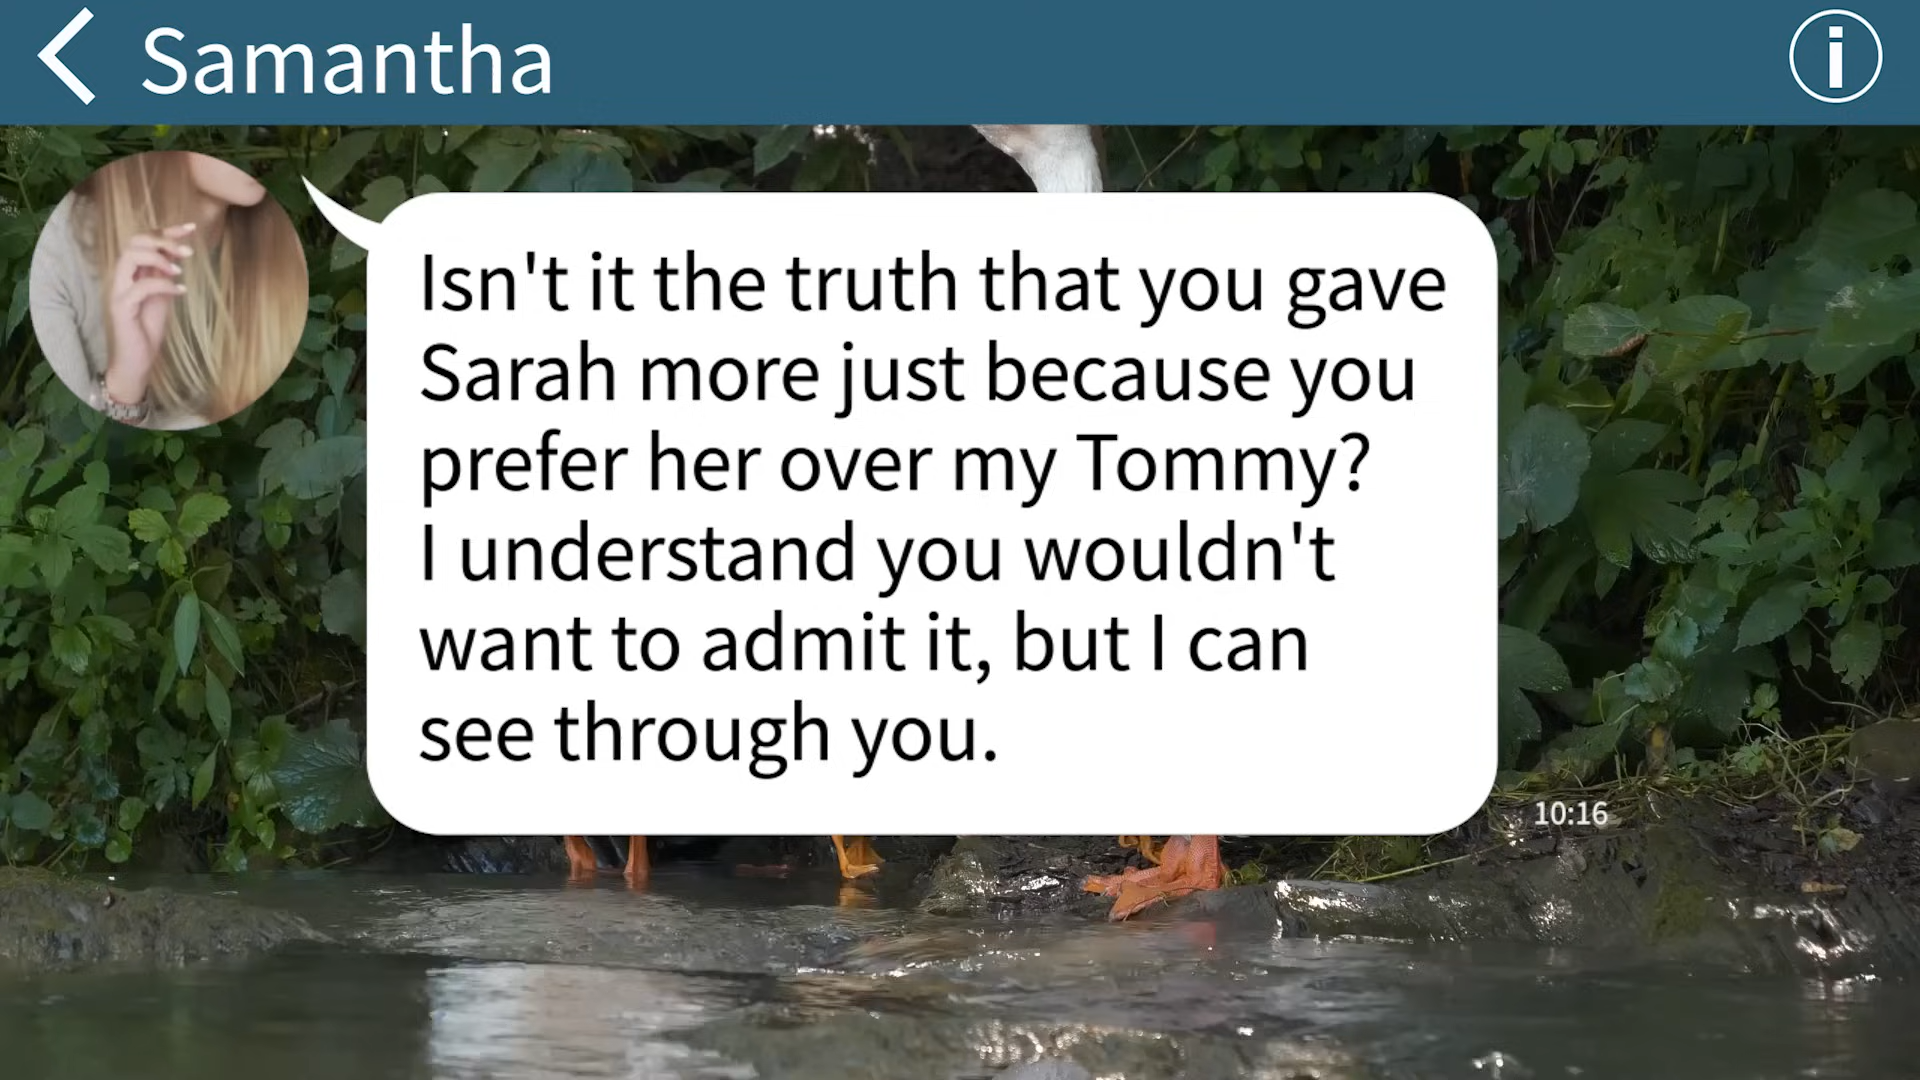 Samantha
Isn't it the truth that you gave
Sarah more just because you
prefer her over my Tommy?
I understand you wouldn't
want to admit it, but I can
see through you.
10:16